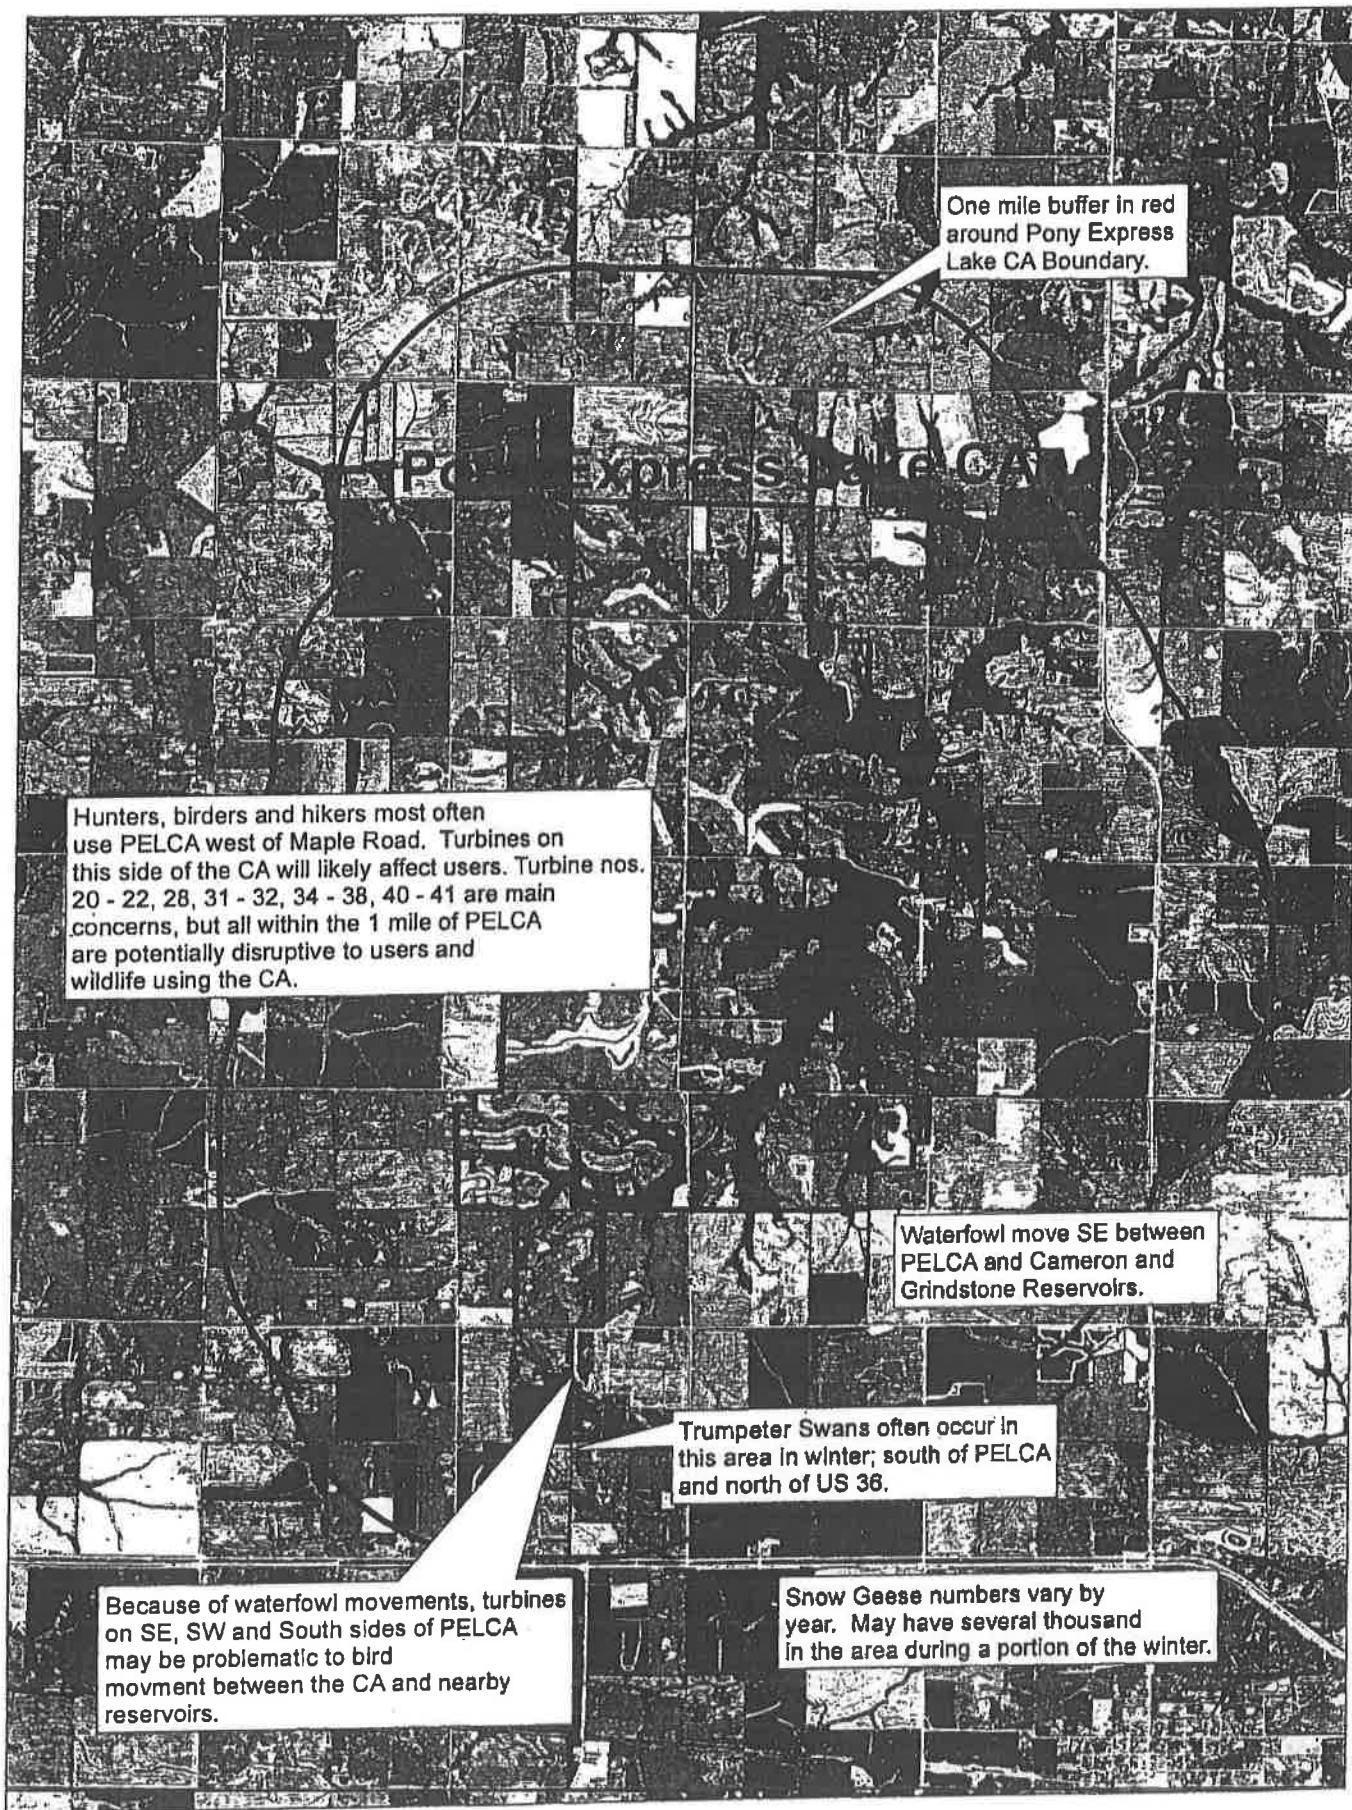 One mile buffer in red
around Pony Express
Lake CA Boundary.
Pony Express Lake CA
Hunters, birders and hikers most often
use PELCA west of Maple Road. Turbines on
this side of the CA will likely affect users. Turbine nos.
20 - 22, 28, 31 - 32, 34 - 38, 40 - 41 are main
concerns, but all within the 1 mile of PELCA
are potentially disruptive to users and
wildlife using the CA.
Waterfowl move SE between
PELCA and Cameron and
Grindstone Reservoirs.
Trumpeter Swans often occur in
this area in winter; south of PELCA
and north of US 36.
Because of waterfowl movements, turbines
on SE, SW and South sides of PELCA
may be problematic to bird
movment between the CA and nearby
reservoirs.
Snow Geese numbers vary by
year. May have several thousand
in the area during a portion of the winter.